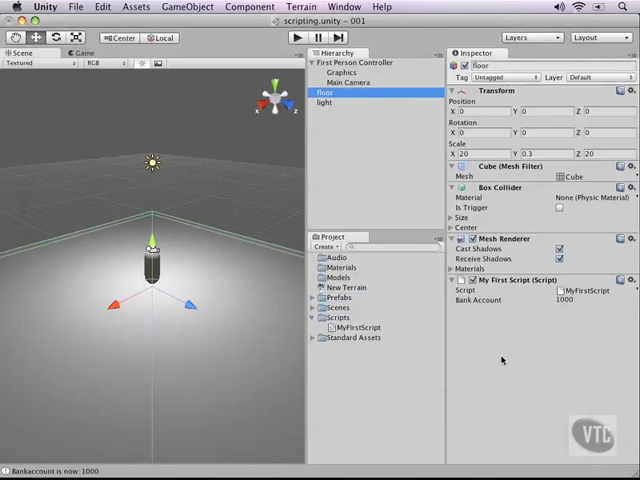 Unity File Edit Assets GameObject Component Terrain Window Help
scripting.unity - 001
Center Local Layers Layout
Scene Game
Textured RGB
Hierarchy
First Person Controller
Graphics
Main Camera
floor
light
Project
Create
Audio
Materials
Models
New Terrain
Prefabs
Scenes
Scripts
MyFirstScript
Standard Assets
Inspector
floor
Tag Untagged Layer Default
Transform
Position
X 0 Y 0 Z 0
Rotation
X 0 Y 0 Z 0
Scale
X 20 Y 0.3 Z 20
Cube (Mesh Filter)
Mesh Cube
Box Collider
Material None (Physic Material)
Is Trigger
Size
Center
Mesh Renderer
Cast Shadows
Receive Shadows
Materials
My First Script (Script)
Script MyFirstScript
Bank Account 1000
x z
VTC
Bankaccount is now: 1000